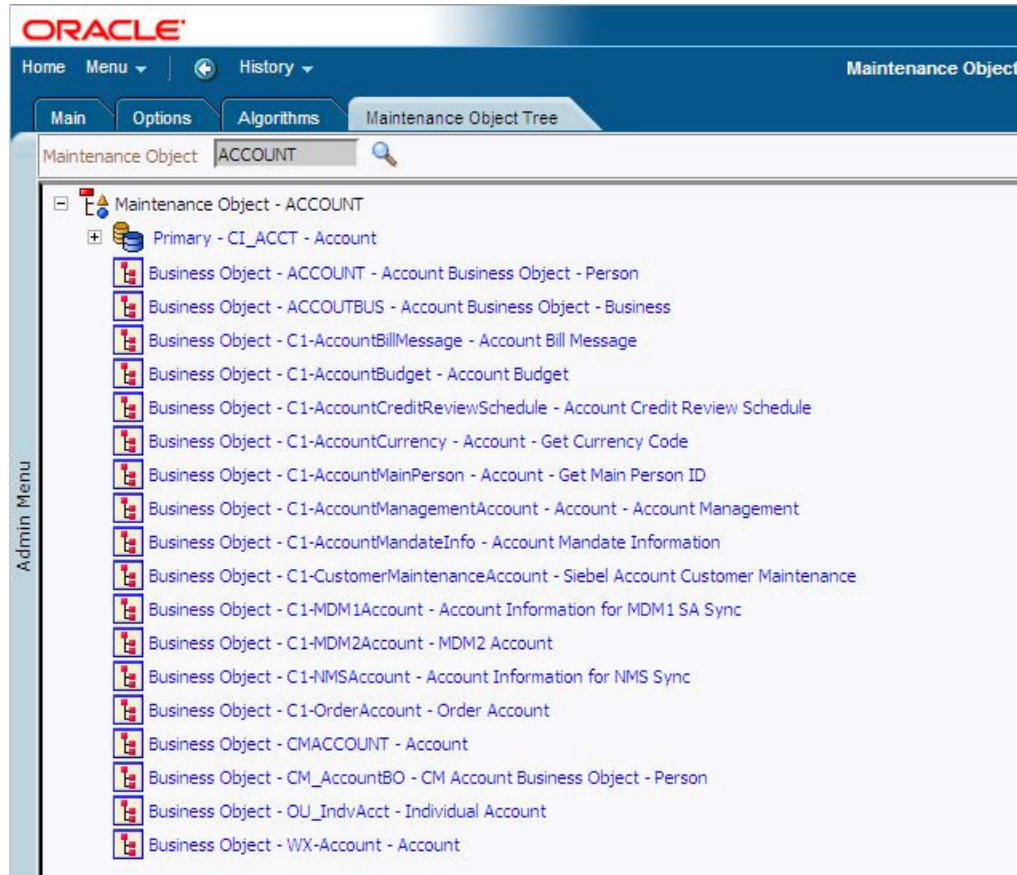 ORACLE
Home Menu History Maintenance Object
Main Options Algorithms Maintenance Object Tree
Maintenance Object ACCOUNT
Maintenance Object - ACCOUNT
Primary - CI_ACCT - Account
Business Object - ACCOUNT - Account Business Object - Person
Business Object - ACCOUTBUS - Account Business Object - Business
Business Object - C1-AccountBillMessage - Account Bill Message
Business Object - C1-AccountBudget - Account Budget
Business Object - C1-AccountCreditReviewSchedule - Account Credit Review Schedule
Business Object - C1-AccountCurrency - Account - Get Currency Code
Business Object - C1-AccountMainPerson - Account - Get Main Person ID
Business Object - C1-AccountManagementAccount - Account - Account Management
Business Object - C1-AccountMandateInfo - Account Mandate Information
Business Object - C1-CustomerMaintenanceAccount - Siebel Account Customer Maintenance
Business Object - C1-MDM1Account - Account Information for MDM1 SA Sync
Business Object - C1-MDM2Account - MDM2 Account
Business Object - C1-NMSAccount - Account Information for NMS Sync
Business Object - C1-OrderAccount - Order Account
Business Object - CMACCOUNT - Account
Business Object - CM_AccountBO - CM Account Business Object - Person
Business Object - OU_IndvAcct - Individual Account
Business Object - WX-Account - Account
Admin Menu